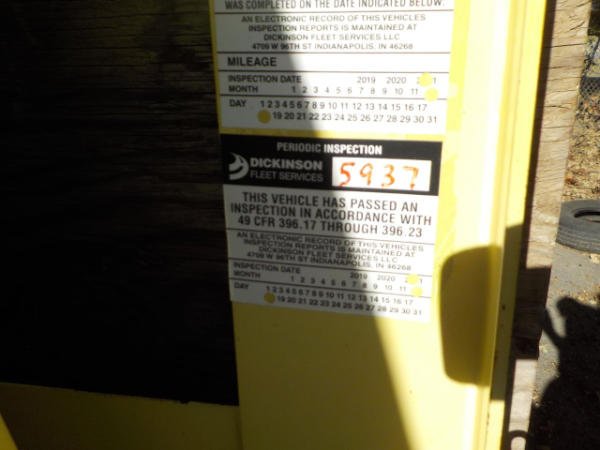 WAS COMPLETED ON THE DATE INDICATED BELOW:
AN ELECTRONIC RECORD OF THIS VEHICLES
INSPECTION REPORTS IS MAINTAINED AT
DICKINSON FLEET SERVICES LLC
4709 W 96TH ST INDIANAPOLIS, IN 46268
MILEAGE
INSPECTION DATE 2019 2020
MONTH 1 2 3 4 5 6 7 8 9 10 11
DAY 1 2 3 4 5 6 7 8 9 10 11 12 13 14 15 16 17
19 20 21 22 23 24 25 26 27 28 29 30 31
PERIODIC INSPECTION
DICKINSON
FLEET SERVICES
5937
THIS VEHICLE HAS PASSED AN
INSPECTION IN ACCORDANCE WITH
49 CFR 396.17 THROUGH 396.23
AN ELECTRONIC RECORD OF THIS VEHICLES
INSPECTION REPORTS IS MAINTAINED AT
DICKINSON FLEET SERVICES LLC
4709 W 96TH ST INDIANAPOLIS, IN 46268
INSPECTION DATE 2019 2020
MONTH 1 2 3 4 5 6 7 8 9 10 11
DAY 1 2 3 4 5 6 7 8 9 10 11 12 13 14 15 16 17
19 20 21 22 23 24 25 26 27 28 29 30 31